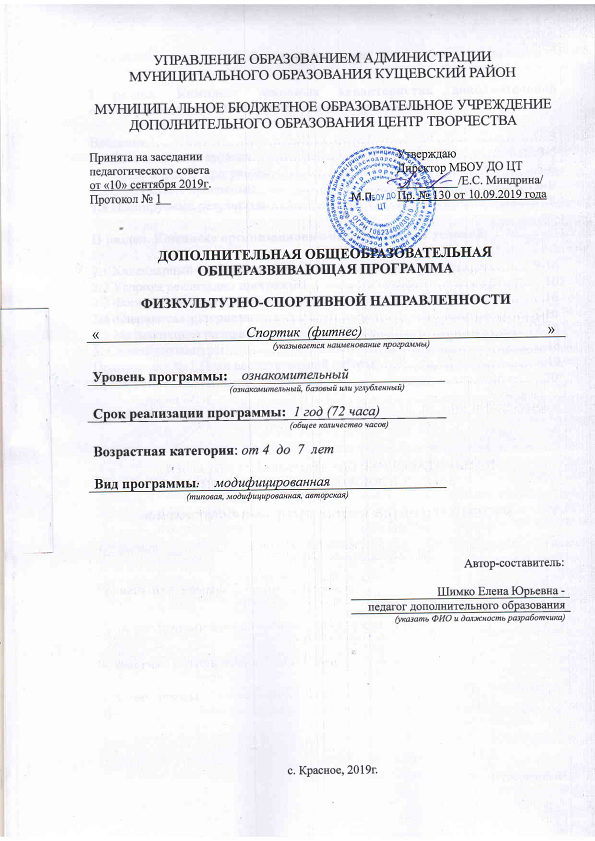 УПРАВЛЕНИЕ ОБРАЗОВАНИЕМ АДМИНИСТРАЦИИ
МУНИЦИПАЛЬНОГО ОБРАЗОВАНИЯ КУЩЕВСКИЙ РАЙОН
МУНИЦИПАЛЬНОЕ БЮДЖЕТНОЕ ОБРАЗОВАТЕЛЬНОЕ УЧРЕЖДЕНИЕ
ДОПОЛНИТЕЛЬНОГО ОБРАЗОВАНИЯ ЦЕНТР ТВОРЧЕСТВА
Принята на заседании
педагогического совета
от «10» сентября 2019г.
Протокол № 1
Утверждаю
Директор МБОУ ДО ЦТ
/Е.С. Миндрина/
М.П. Пр. № 130 от 10.09.2019 года
МБОУ ДО
ЦТ
ДОПОЛНИТЕЛЬНАЯ ОБЩЕОБРАЗОВАТЕЛЬНАЯ
ОБЩЕРАЗВИВАЮЩАЯ ПРОГРАММА
ФИЗКУЛЬТУРНО-СПОРТИВНОЙ НАПРАВЛЕННОСТИ
« Спортик (фитнес) »
(указывается наименование программы)
Уровень программы: ознакомительный
(ознакомительный, базовый или углубленный)
Срок реализации программы: 1 год (72 часа)
(общее количество часов)
Возрастная категория: от 4 до 7 лет
Вид программы: модифицированная
(типовая, модифицированная, авторская)
Автор-составитель:
Шимко Елена Юрьевна -
педагог дополнительного образования
(указать ФИО и должность разработчика)
с. Красное, 2019г.